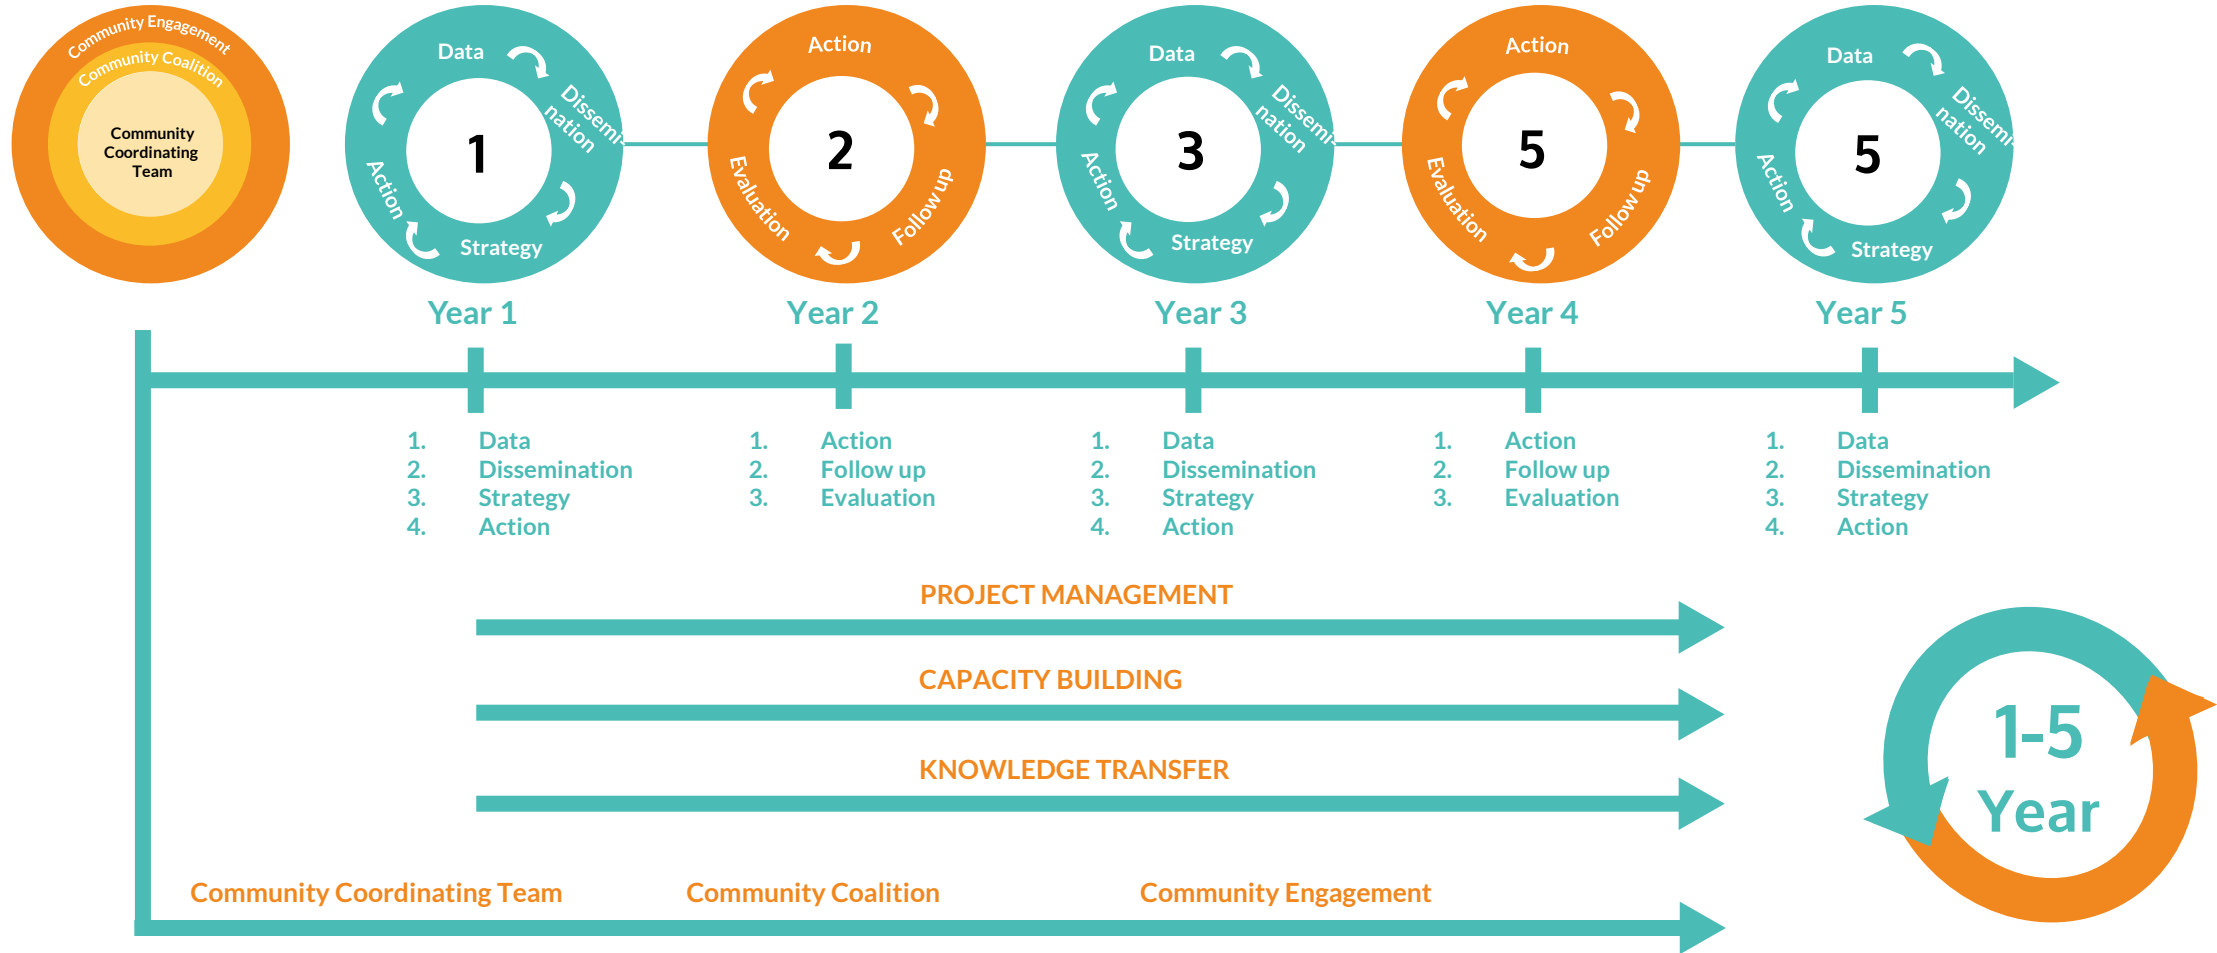 Community Engagement
Community Coalition
Community
Coordinating
Team
Data
Dissemi-
nation
Strategy
Action
1
Action
Follow up
Evaluation
2
Data
Dissemi-
nation
Strategy
Action
3
Action
Follow up
Evaluation
5
Data
Dissemi-
nation
Strategy
Action
5
Year 1
Year 2
Year 3
Year 4
Year 5
1. Data
2. Dissemination
3. Strategy
4. Action
1. Action
2. Follow up
3. Evaluation
1. Data
2. Dissemination
3. Strategy
4. Action
1. Action
2. Follow up
3. Evaluation
1. Data
2. Dissemination
3. Strategy
4. Action
PROJECT MANAGEMENT
CAPACITY BUILDING
KNOWLEDGE TRANSFER
1-5
Year
Community Coordinating Team
Community Coalition
Community Engagement